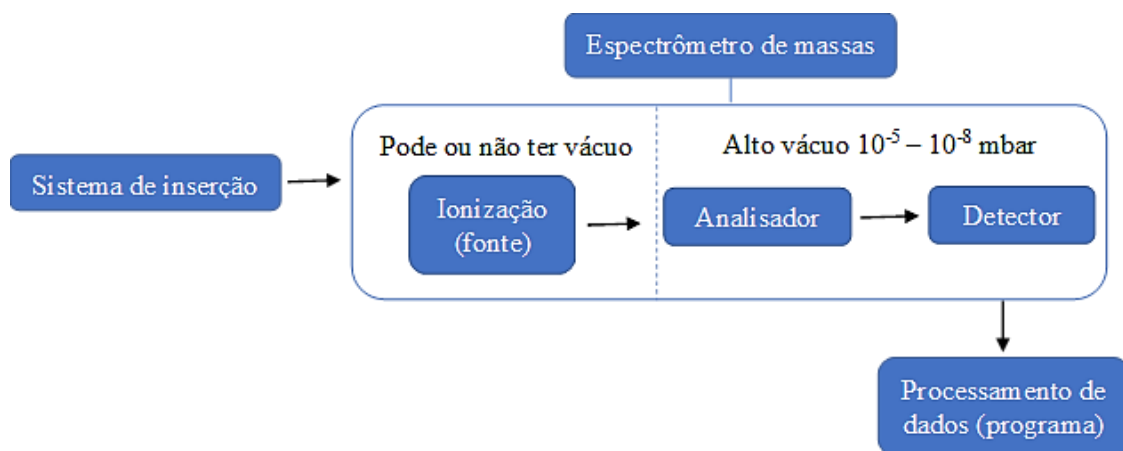 Espectrômetro de massas
Pode ou não ter vácuo
Alto vácuo 10⁻⁵ – 10⁻⁸ mbar
Sistema de inserção
Ionização
(fonte)
Analisador
Detector
Processamento de
dados (programa)